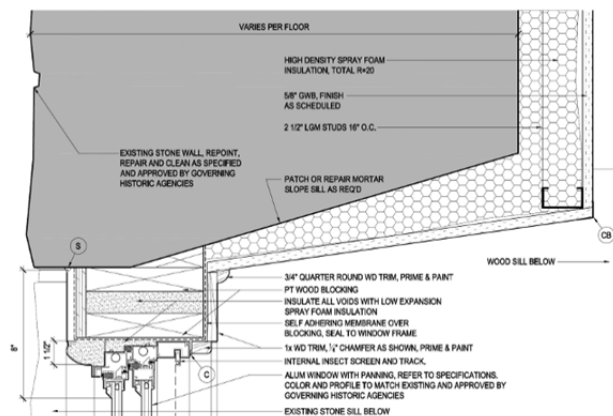 VARIES PER FLOOR
HIGH DENSITY SPRAY FOAM
INSULATION, TOTAL R+20
5/8" GWB, FINISH
AS SCHEDULED
2 1/2" LGM STUDS 16" O.C.
EXISTING STONE WALL, REPOINT,
REPAIR AND CLEAN AS SPECIFIED
AND APPROVED BY GOVERNING
HISTORIC AGENCIES
PATCH OR REPAIR MORTAR
SLOPE SILL AS REQ'D
CB
S
WOOD SILL BELOW
3/4" QUARTER ROUND WD TRIM, PRIME & PAINT
PT WOOD BLOCKING
INSULATE ALL VOIDS WITH LOW EXPANSION
SPRAY FOAM INSULATION
SELF ADHERING MEMBRANE OVER
BLOCKING, SEAL TO WINDOW FRAME
8"
1 1/2"
1x WD TRIM, ¼" CHAMFER AS SHOWN, PRIME & PAINT
INTERNAL INSECT SCREEN AND TRACK.
C
ALUM WINDOW WITH PANNING, REFER TO SPECIFICATIONS.
COLOR AND PROFILE TO MATCH EXISTING AND APPROVED BY
GOVERNING HISTORIC AGENCIES
EXISTING STONE SILL BELOW